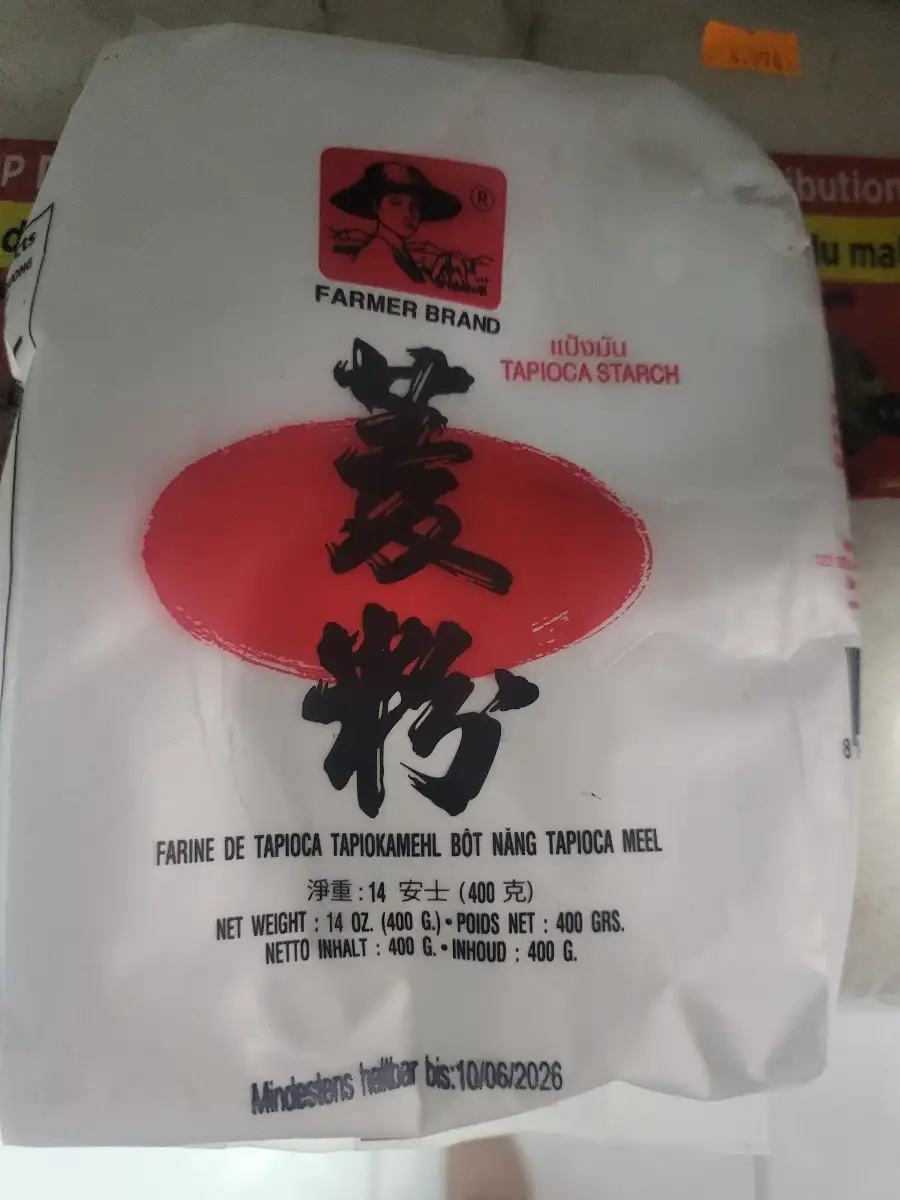 ®
FARMER BRAND
แป้งมัน
TAPIOCA STARCH
菱
粉
FARINE DE TAPIOCA TAPIOKAMEHL BÔT NĂNG TAPIOCA MEEL
淨重:14 安士 (400 克)
NET WEIGHT : 14 OZ. (400 G.) • POIDS NET : 400 GRS.
NETTO INHALT : 400 G. • INHOUD : 400 G.
Mindestens haltbar bis:10/06/2026